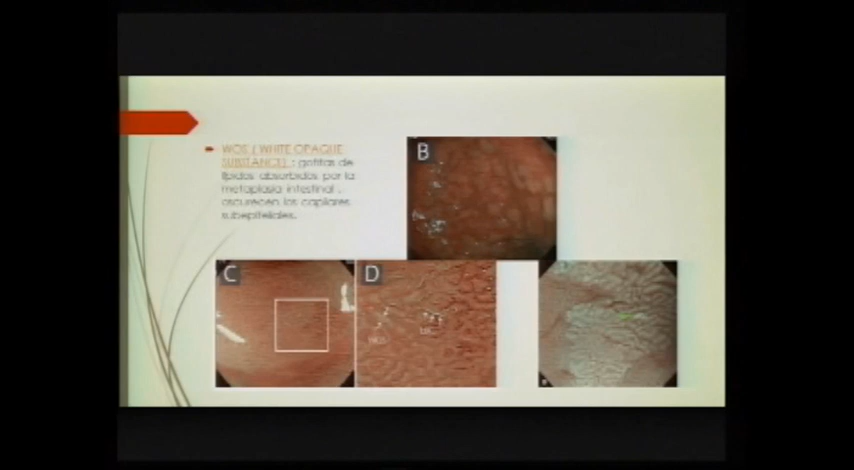 WOS ( WHITE OPAQUE
SUBSTANCE) : gotitas de
lípidos absorbidos por la
metaplasia intestinal .
oscurecen los capilares
subepiteliales.
B
C
D